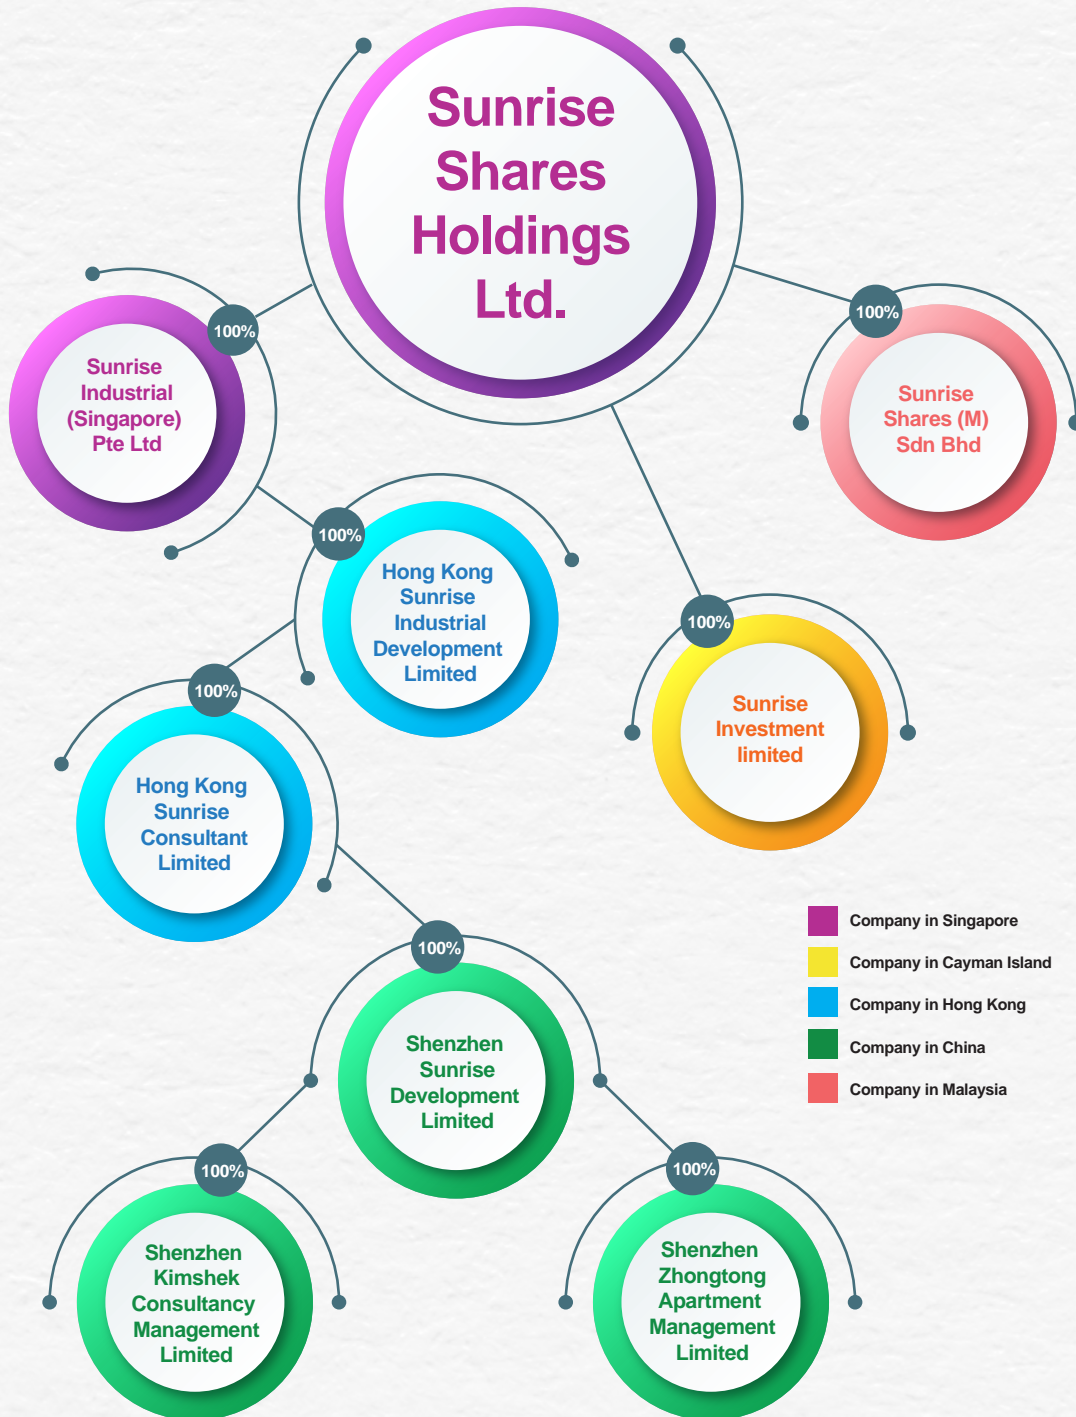 Sunrise
Shares
Holdings
Ltd.
100%
Sunrise
Industrial
(Singapore)
Pte Ltd
100%
Sunrise
Shares (M)
Sdn Bhd
100%
Hong Kong
Sunrise
Industrial
Development
Limited
100%
Sunrise
Investment
limited
100%
Hong Kong
Sunrise
Consultant
Limited
100%
Shenzhen
Sunrise
Development
Limited
Company in Singapore
Company in Cayman Island
Company in Hong Kong
Company in China
Company in Malaysia
100%
Shenzhen
Kimshek
Consultancy
Management
Limited
100%
Shenzhen
Zhongtong
Apartment
Management
Limited